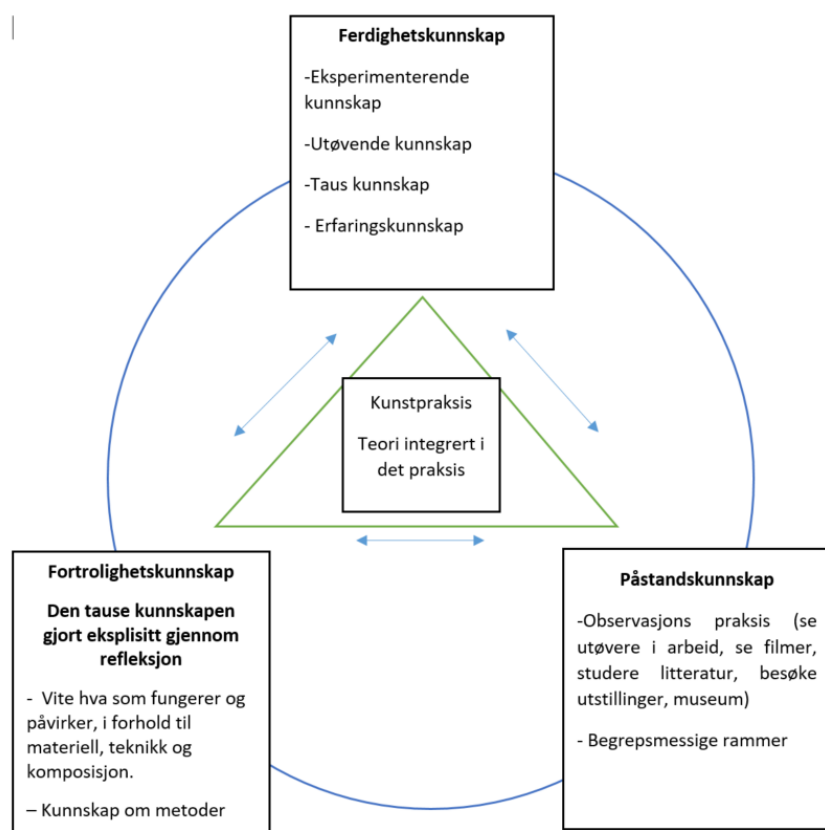 Ferdighetskunnskap
-Eksperimenterende
kunnskap
-Utøvende kunnskap
-Taus kunnskap
- Erfaringskunnskap
Kunstpraksis
Teori integrert i
det praksis
Fortrolighetskunnskap
Den tause kunnskapen
gjort eksplisitt gjennom
refleksjon
- Vite hva som fungerer og
påvirker, i forhold til
materiell, teknikk og
komposisjon.
– Kunnskap om metoder
Påstandskunnskap
-Observasjons praksis (se
utøvere i arbeid, se filmer,
studere litteratur, besøke
utstillinger, museum)
- Begrepsmessige rammer